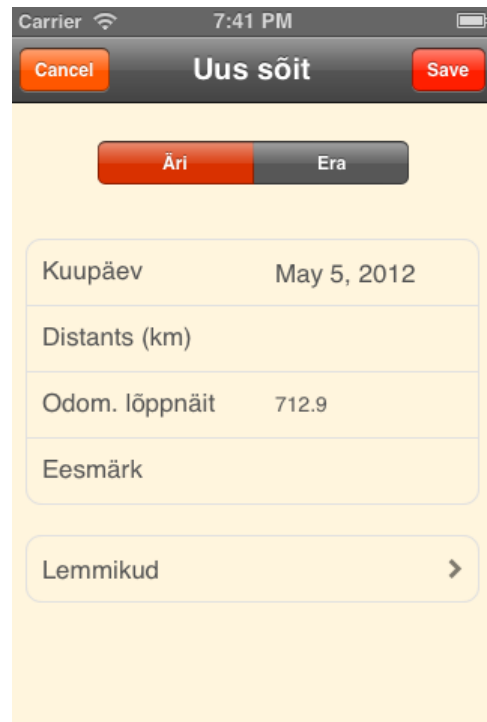 Carrier 7:41 PM
Cancel Uus sõit Save
Äri Era
Kuupäev May 5, 2012
Distants (km)
Odom. lõppnäit 712.9
Eesmärk
Lemmikud